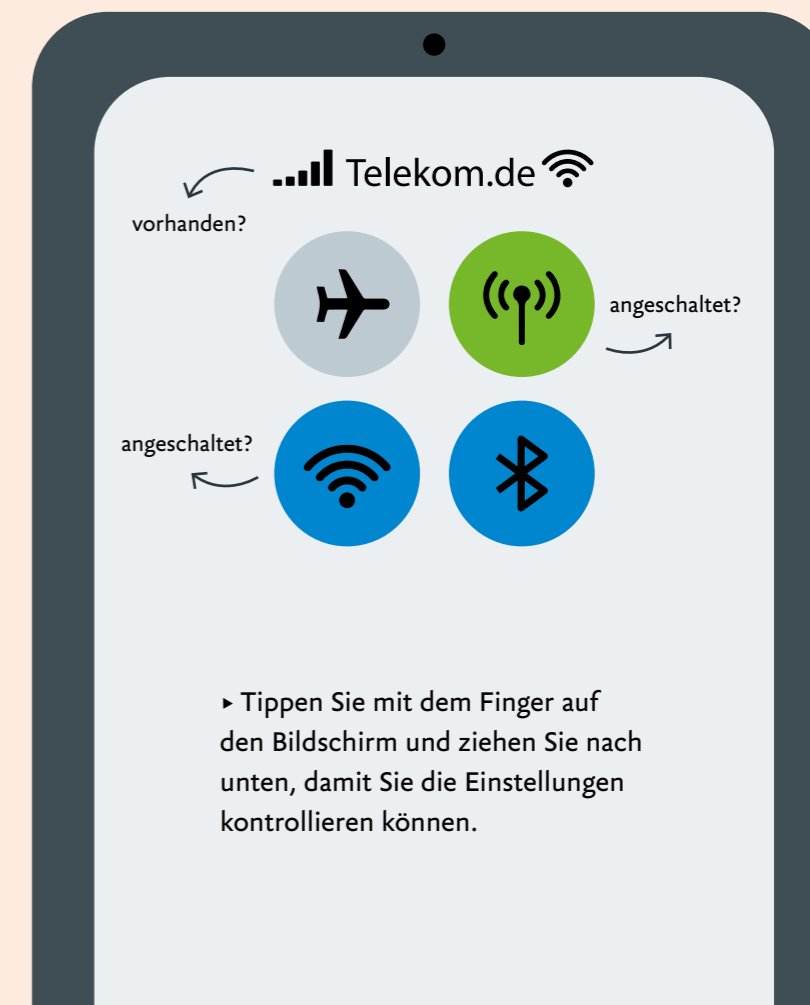 Telekom.de
vorhanden?
angeschaltet?
angeschaltet?
▸ Tippen Sie mit dem Finger auf
den Bildschirm und ziehen Sie nach
unten, damit Sie die Einstellungen
kontrollieren können.